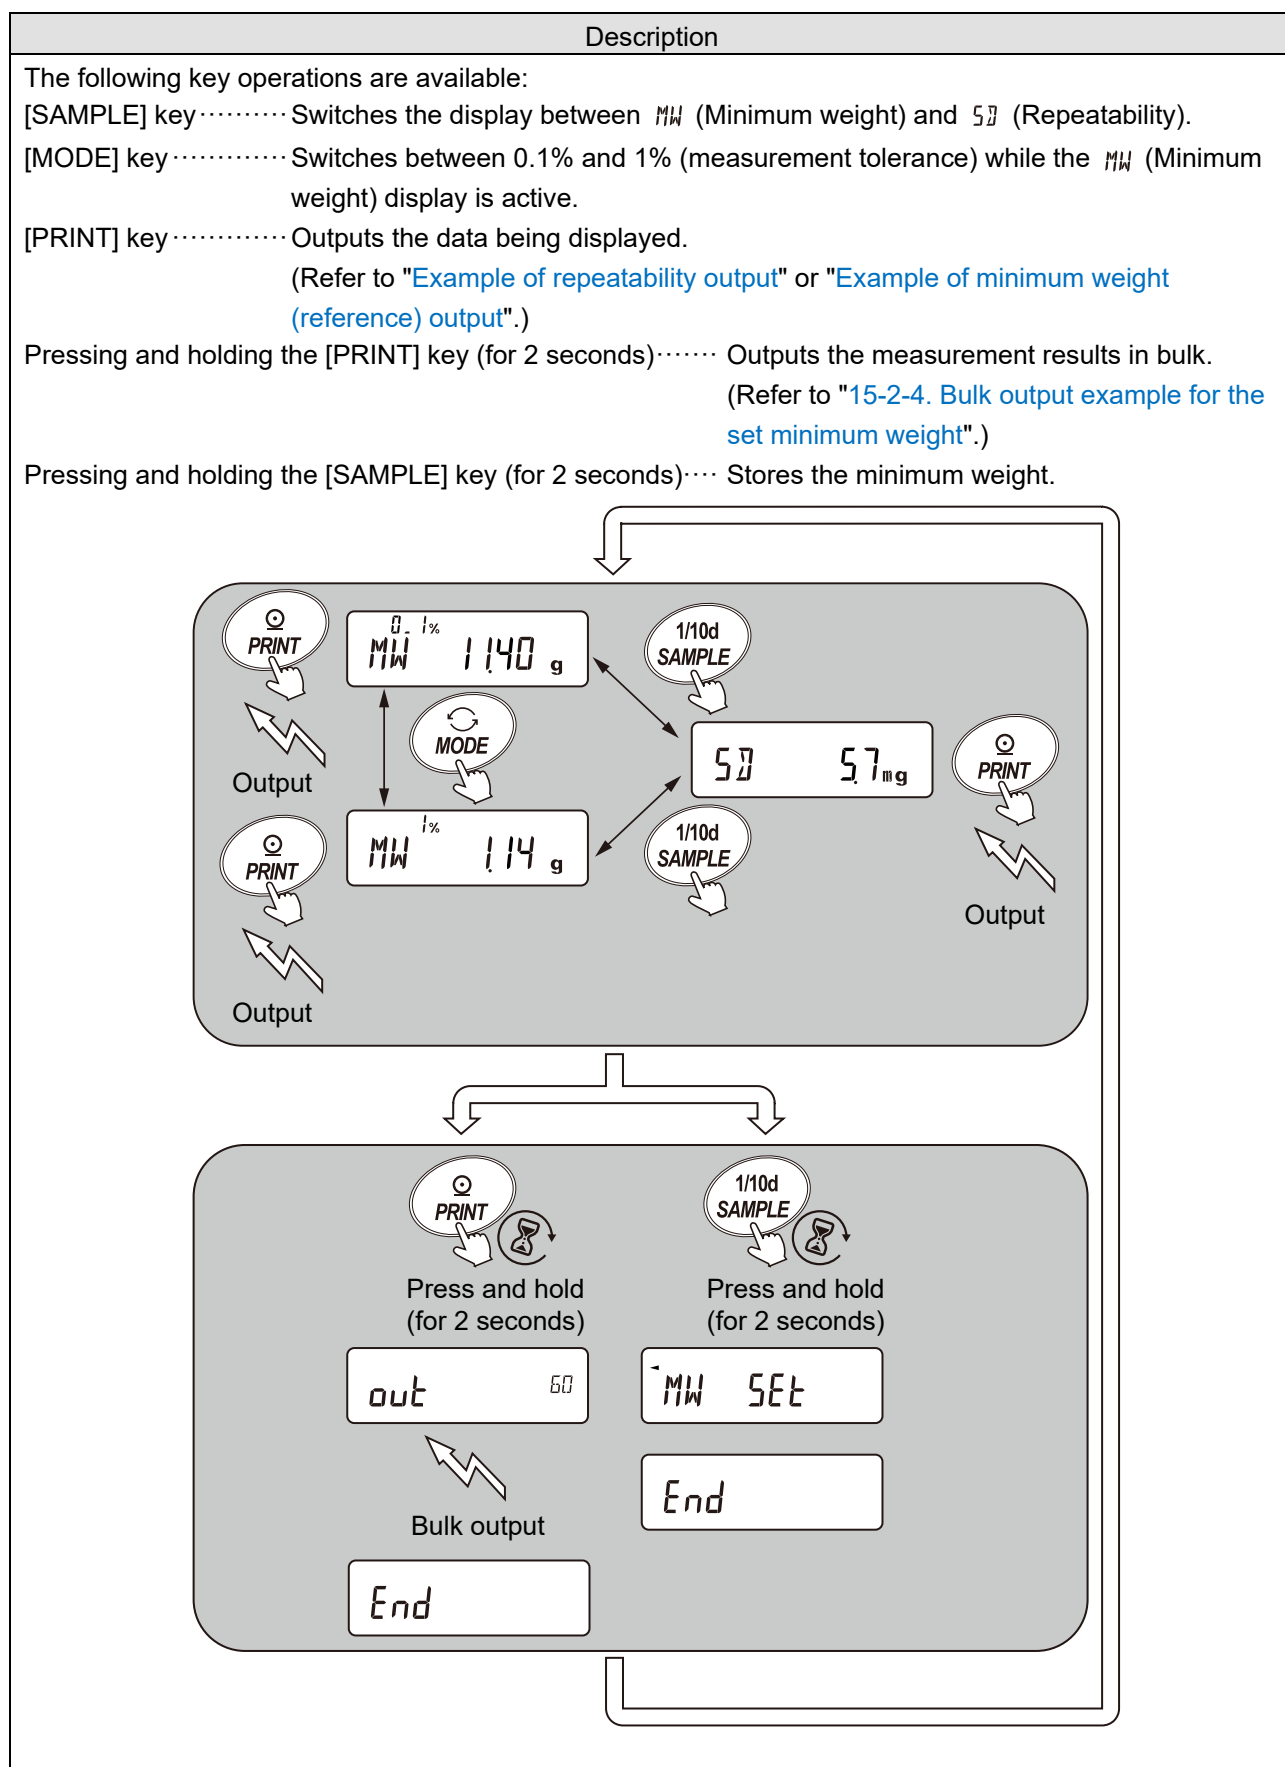 Description
The following key operations are available:
[SAMPLE] key·········· Switches the display between MW (Minimum weight) and SD (Repeatability).
[MODE] key············· Switches between 0.1% and 1% (measurement tolerance) while the MW (Minimum
weight) display is active.
[PRINT] key············· Outputs the data being displayed.
(Refer to "Example of repeatability output" or "Example of minimum weight
(reference) output".)
Pressing and holding the [PRINT] key (for 2 seconds)······· Outputs the measurement results in bulk.
(Refer to "15-2-4. Bulk output example for the
set minimum weight".)
Pressing and holding the [SAMPLE] key (for 2 seconds)···· Stores the minimum weight.
PRINT
0.1%
MW 11.40 g
1/10d
SAMPLE
Output
MODE
SD 5.7 mg
PRINT
Output
PRINT
1%
MW 1.14 g
1/10d
SAMPLE
Output
PRINT
1/10d
SAMPLE
Press and hold
(for 2 seconds)
Press and hold
(for 2 seconds)
out 60
MW SEt
Bulk output
End
End